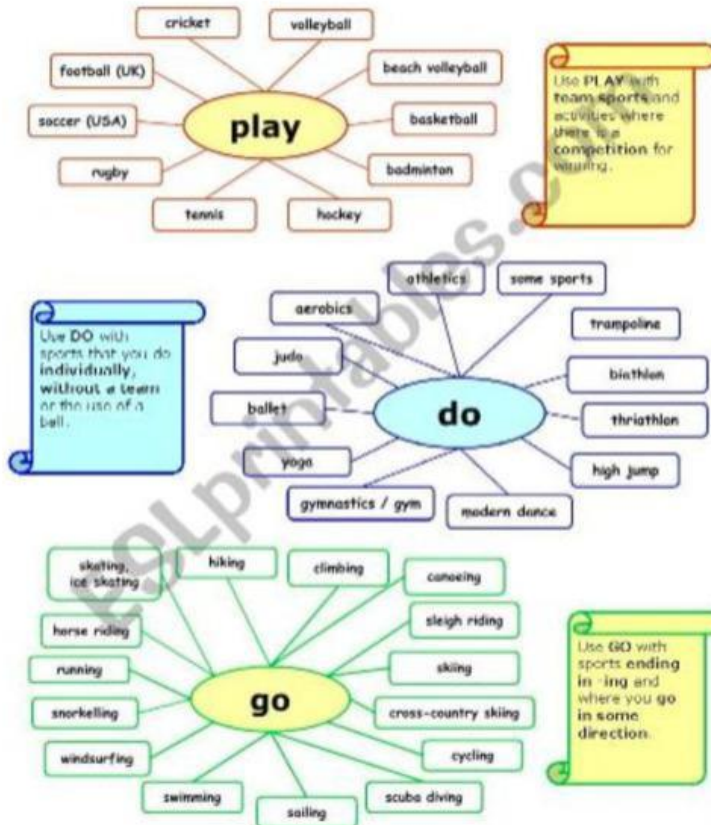 cricket
volleyball
football (UK)
beach volleyball
soccer (USA)
play
basketball
rugby
badminton
tennis
hockey
Use PLAY with
team sports and
activities where
there is a
competition for
winning.
Use DO with
sports that you do
individually,
without a team
or the use of a
ball.
athletics
some sports
aerobics
trampoline
judo
biathlon
ballet
do
thriathlon
yoga
high jump
gymnastics / gym
modern dance
skating,
ice skating
hiking
climbing
canoeing
horse riding
sleigh riding
running
skiing
snorkelling
go
cross-country skiing
windsurfing
cycling
swimming
sailing
scuba diving
Use GO with
sports ending
in -ing and
where you go
in some
direction.
ESLprintables.com